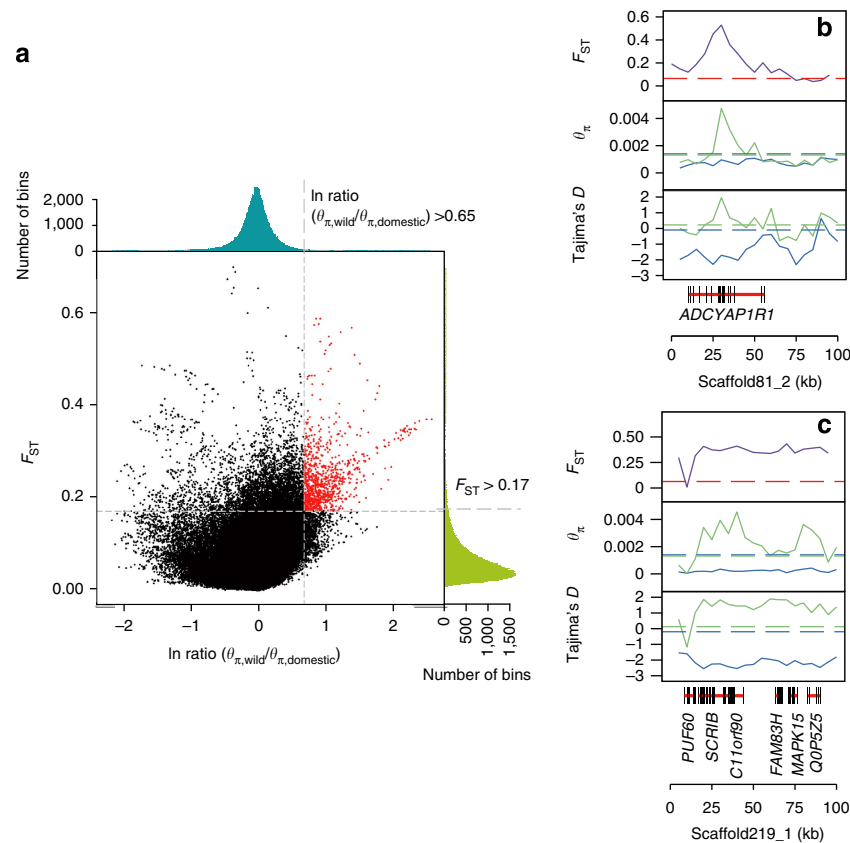 a
Number of bins
2,000
1,000
0
ln ratio
(θπ,wild/θπ,domestic) >0.65
FST
0.6
0.4
0.2
0.00
FST > 0.17
−2 −1 0 1 2
ln ratio (θπ,wild/θπ,domestic)
0 500 1,000 1,500
Number of bins
b
FST
0.6
0.4
0.2
0
θπ
0.004
0.002
0
Tajima's D
2
1
0
−1
−2
−3
ADCYAP1R1
0 25 50 75 100
Scaffold81_2 (kb)
c
FST
0.50
0.25
0
θπ
0.004
0.002
0
Tajima's D
2
1
0
−1
−2
−3
PUF60
SCRIB
C11orf90
FAM83H
MAPK15
Q0P5Z5
0 25 50 75 100
Scaffold219_1 (kb)